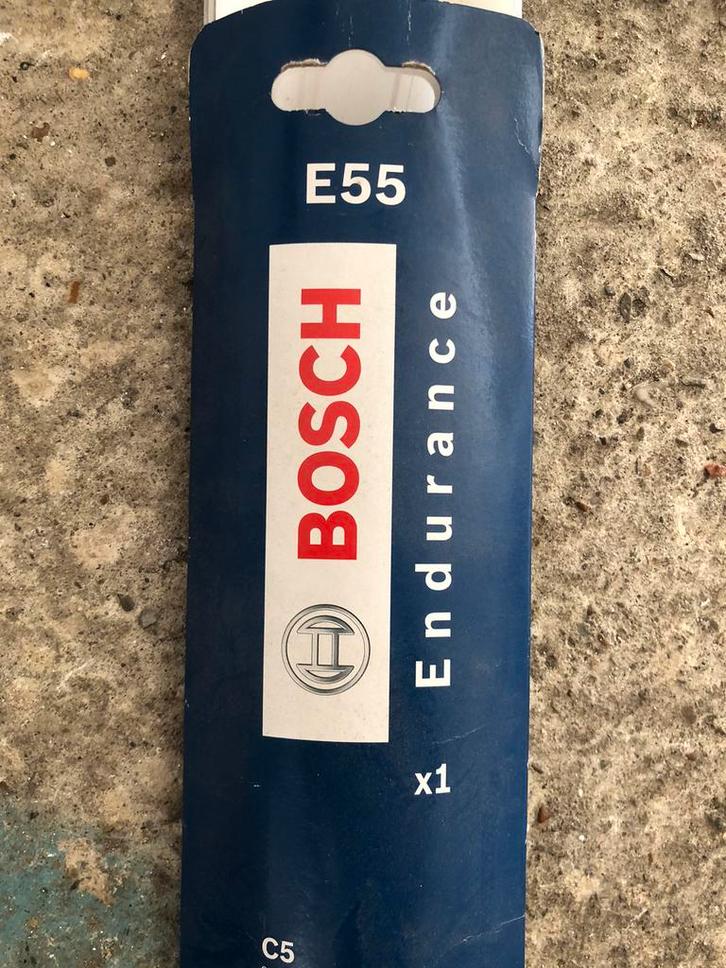 E55
BOSCH
Endurance
x1
C5